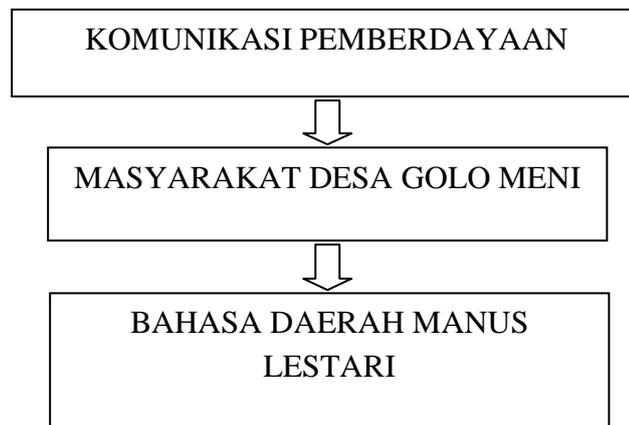 KOMUNIKASI PEMBERDAYAAN
MASYARAKAT DESA GOLO MENI
BAHASA DAERAH MANUS
LESTARI